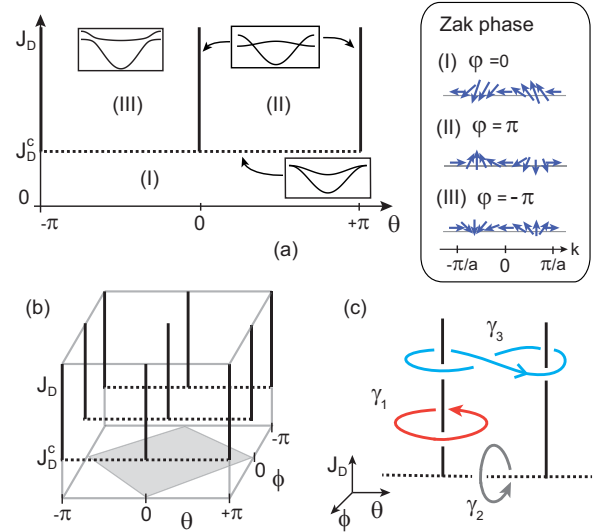 J_D
(III)
(II)
J_D^c
(I)
0
-π
0
+π
θ
(a)
Zak phase
(I) φ =0
(II) φ = π
(III) φ = -π
k
-π/a
0
π/a
(b)
J_D
J_D^c
-π
0
+π
θ
-π
0
ϕ
(c)
γ_3
γ_1
γ_2
J_D
ϕ
θ